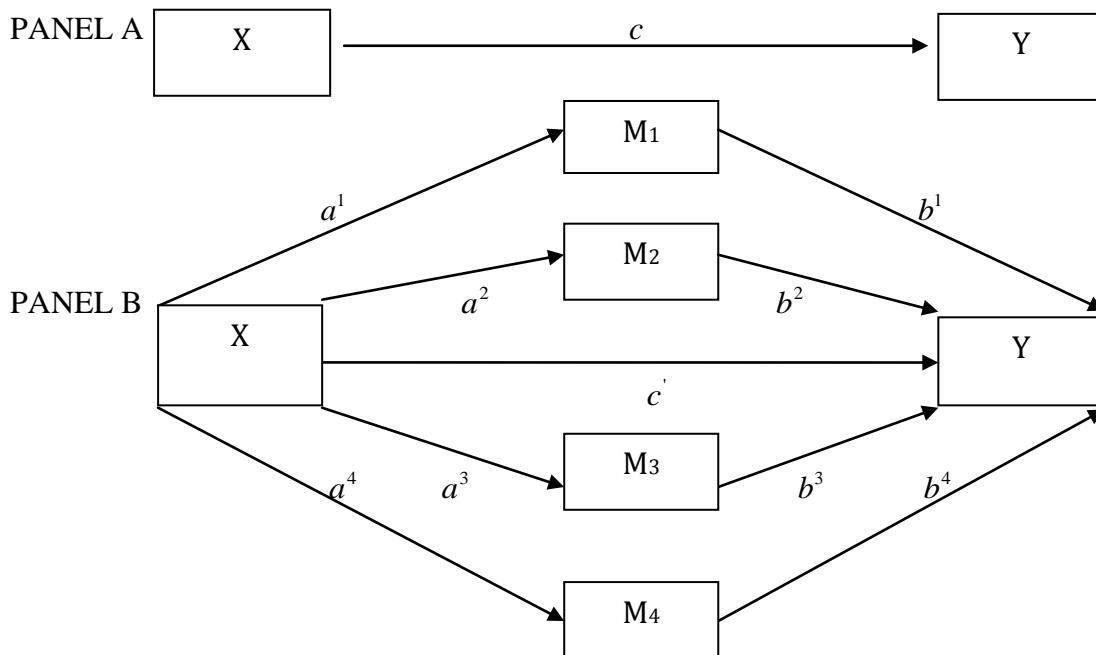 PANEL A X c Y
M1
a¹ b¹
M2
PANEL B a² b²
X Y
c'
M3
a⁴ a³ b³ b⁴
M4